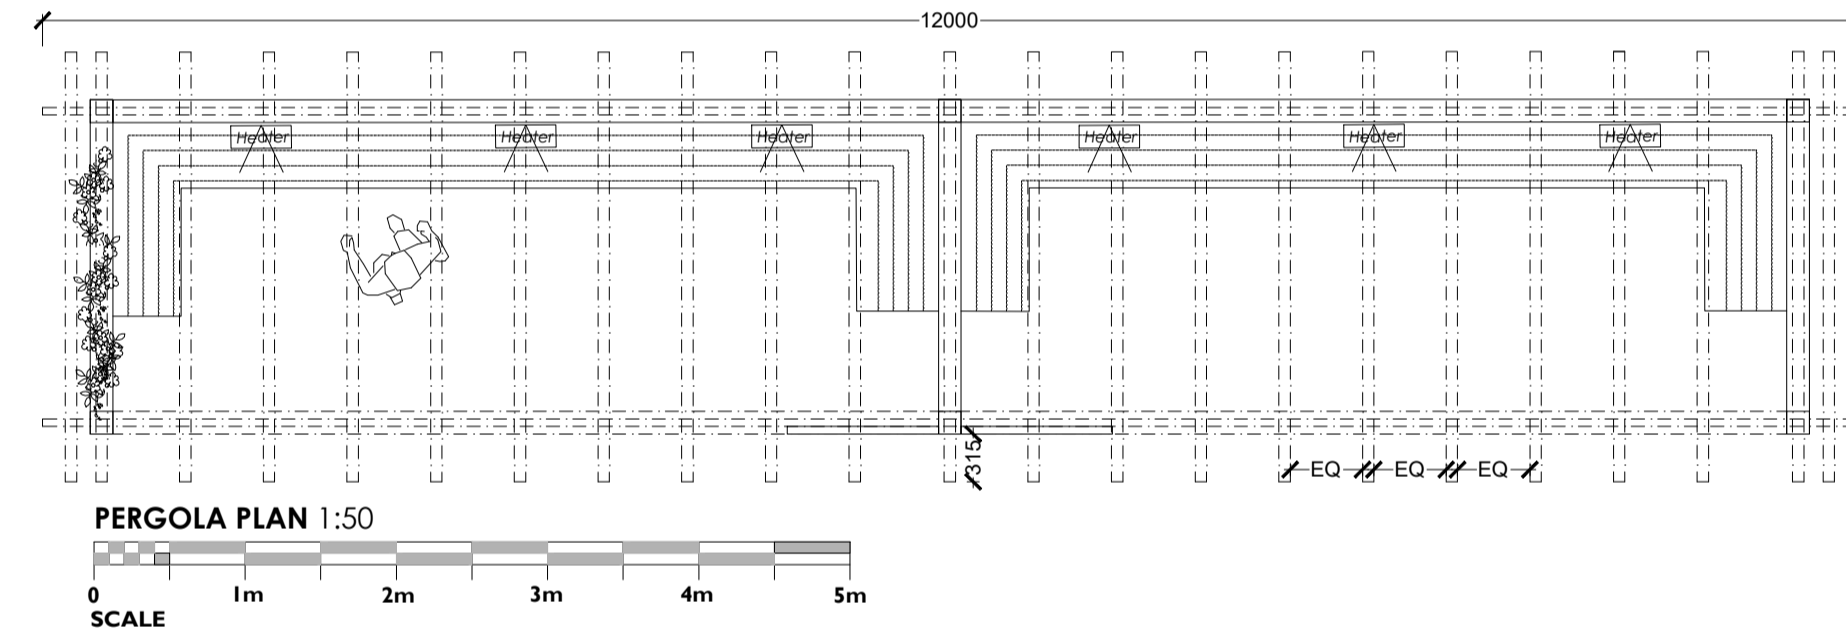 12000
Heater Heater Heater Heater Heater Heater
315
EQ EQ EQ
PERGOLA PLAN 1:50
0 1m 2m 3m 4m 5m
SCALE